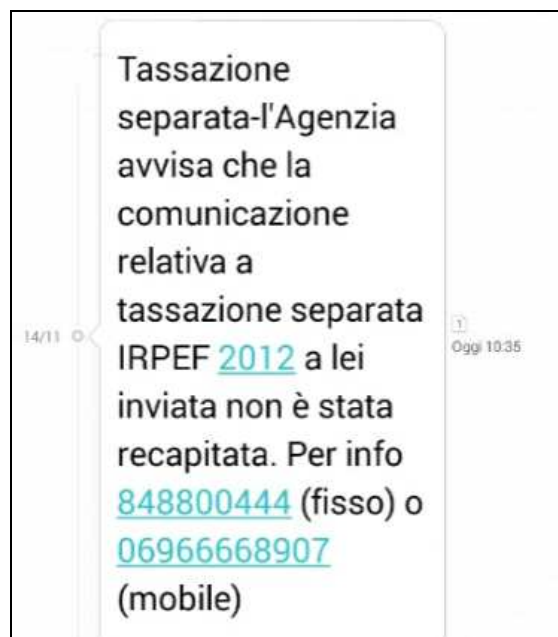 Tassazione
separata-l'Agenzia
avvisa che la
comunicazione
relativa a
tassazione separata
IRPEF 2012 a lei
inviata non è stata
recapitata. Per info
848800444 (fisso) o
06966668907
(mobile)
14/11
1
Oggi 10:35